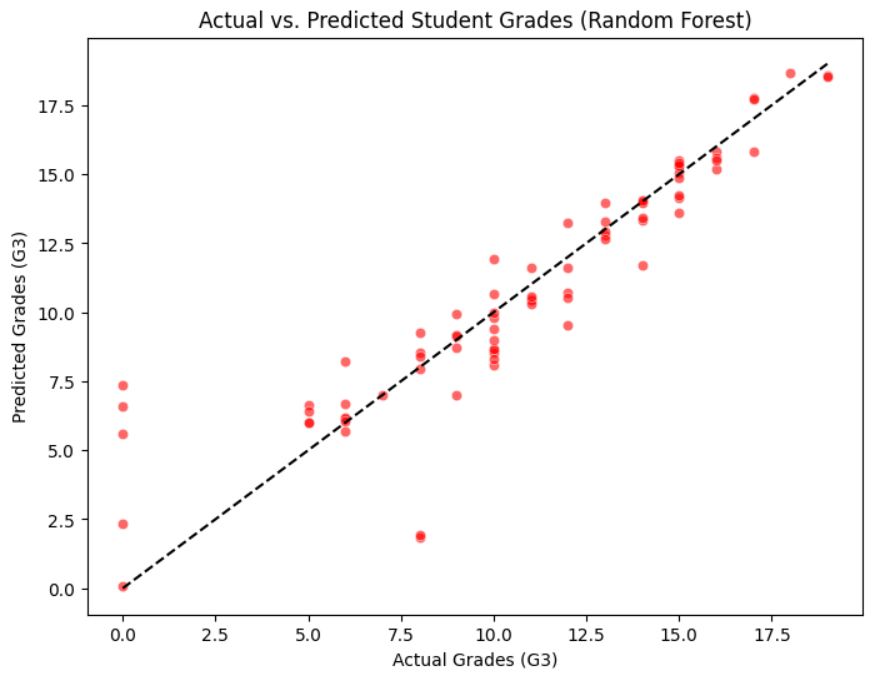 Actual vs. Predicted Student Grades (Random Forest)
Predicted Grades (G3)
17.5
15.0
12.5
10.0
7.5
5.0
2.5
0.0
0.0 2.5 5.0 7.5 10.0 12.5 15.0 17.5
Actual Grades (G3)